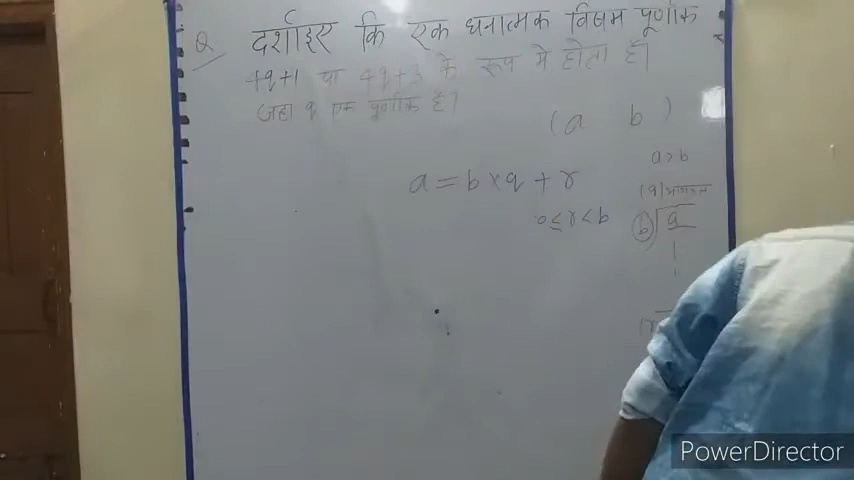 Q दर्शाइए कि एक धनात्मक विषम पूर्णांक
4q+1 या 4q+3 के रूप मे होता है।
जहा q एक पूर्णांक है।
(a b)
a>b
a = b×q + r
0≤r<b
b a
PowerDirector